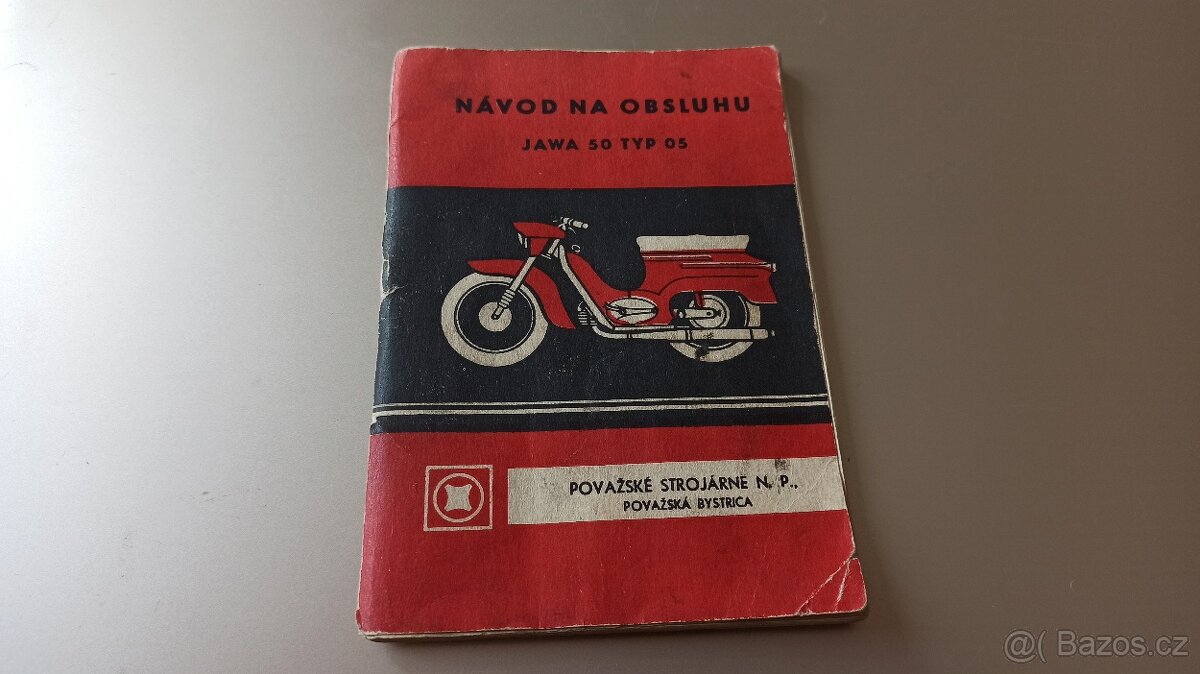 NÁVOD NA OBSLUHU
JAWA 50 TYP 05
POVAŽSKÉ STROJÁRNE N. P.,
POVAŽSKÁ BYSTRICA
Bazos.cz